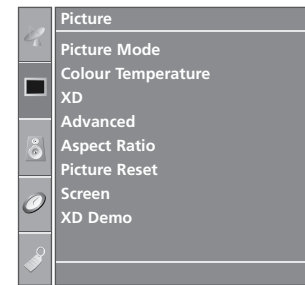 Picture
Picture Mode
Colour Temperature
XD
Advanced
Aspect Ratio
Picture Reset
Screen
XD Demo